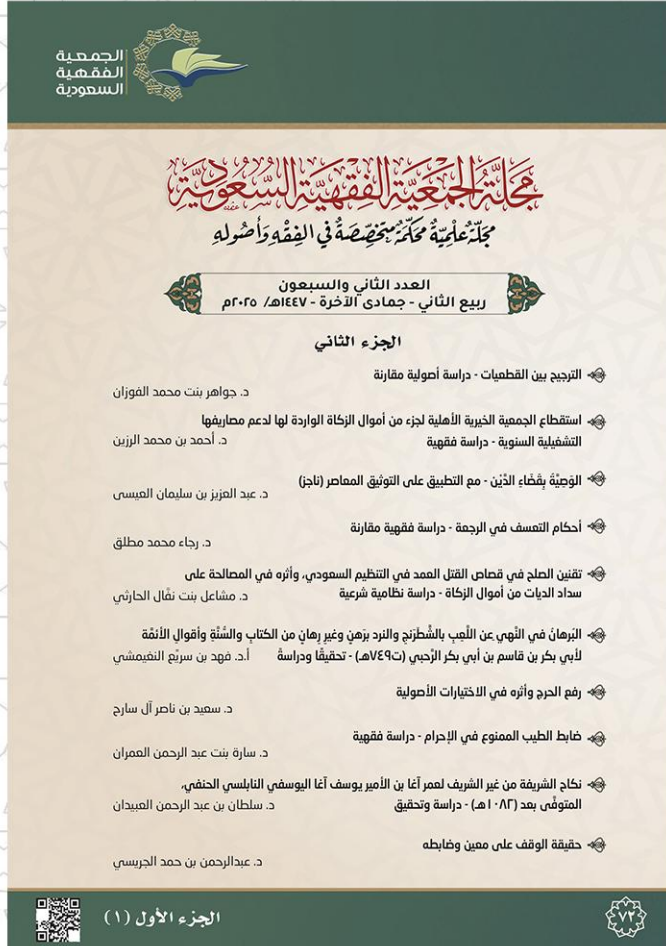 الجمعية
الفقهية
السعودية
مجلة الجمعية الفقهية السعودية
مجلة علمية محكمة متخصصة في الفقه وأصوله
العدد الثاني والسبعون
ربيع الثاني - جمادى الآخرة - ١٤٤٧هـ/ ٢٠٢٥م
الجزء الثاني
الترجيح بين القطعيات - دراسة أصولية مقارنة
د. جواهر بنت محمد الفوزان
استقطاع الجمعية الخيرية الأهلية لجزء من أموال الزكاة الواردة لها لدعم مصاريفها
التشغيلية السنوية - دراسة فقهية د. أحمد بن محمد الرزين
الوَصِيَّةُ بِقَضَاءِ الدَّيْن - مع التطبيق على التوثيق المعاصر (ناجز)
د. عبد العزيز بن سليمان العيسى
أحكام التعسف في الرجعة - دراسة فقهية مقارنة
د. رجاء محمد مطلق
تقنين الصلح في قصاص القتل العمد في التنظيم السعودي، وأثره في المصالحة على
سداد الديات من أموال الزكاة - دراسة نظامية شرعية د. مشاعل بنت نفَّال الحارثي
البُرهانُ في النَّهي عن اللَّعِبِ بالشَّطْرَنجِ والنرد برَهنٍ وغيرِ رِهانٍ من الكتابِ والسُّنَّةِ وأقوالِ الأئمَّة
لأبي بكر بن قاسم بن أبي بكر الرَّحبي (ت٧٤٩هـ) - تحقيقًا ودراسةً أ.د. فهد بن سريّع النغيمشي
رفع الحرج وأثره في الاختيارات الأصولية
د. سعيد بن ناصر آل سارح
ضابط الطيب الممنوع في الإحرام - دراسة فقهية
د. سارة بنت عبد الرحمن العمران
نكاح الشريفة من غير الشريف لعمر آغا بن الأمير يوسف آغا اليوسفي النابلسي الحنفي،
المتوفَّى بعد (١٠٨٢هـ) - دراسة وتحقيق د. سلطان بن عبد الرحمن العبيدان
حقيقة الوقف على معين وضابطه
د. عبدالرحمن بن حمد الجريسي
٧٢
الجزء الأول (١)